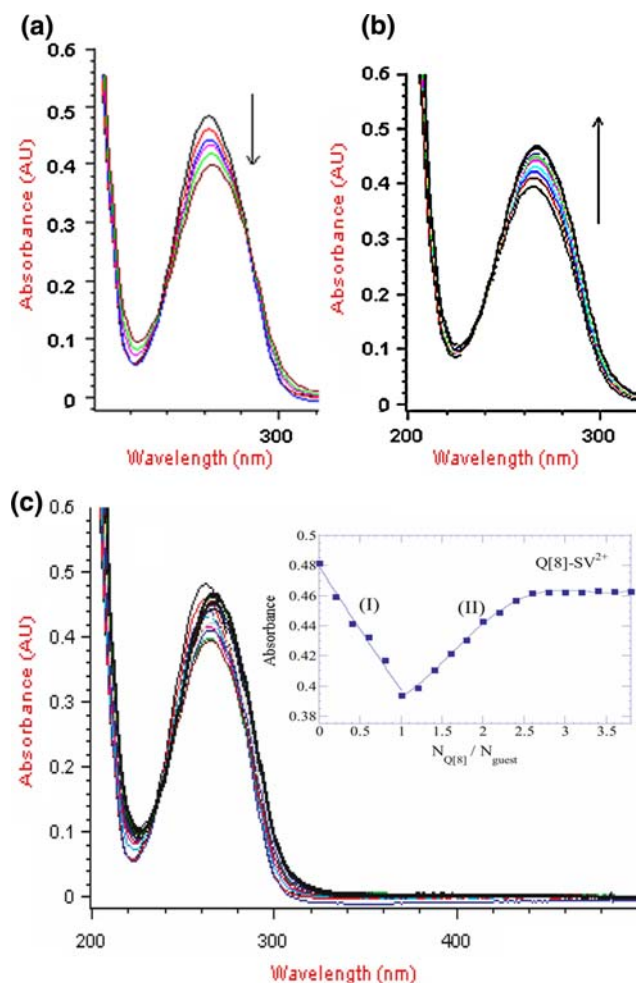 (a)
0.6
0.5
0.4
0.3
0.2
0.1
0
Absorbance (AU)
300
Wavelength (nm)
(b)
0.6
0.5
0.4
0.3
0.2
0.1
0
Absorbance (AU)
200 300
Wavelength (nm)
(c)
0.6
0.5
0.4
0.3
0.2
0.1
0
Absorbance (AU)
200 300 400
Wavelength (nm)
0.5
0.48
0.46
0.44
0.42
0.4
0.38
Absorbance
Q[8]-SV²⁺
(I) (II)
0 0.5 1 1.5 2 2.5 3 3.5
N_Q[8] / N_guest